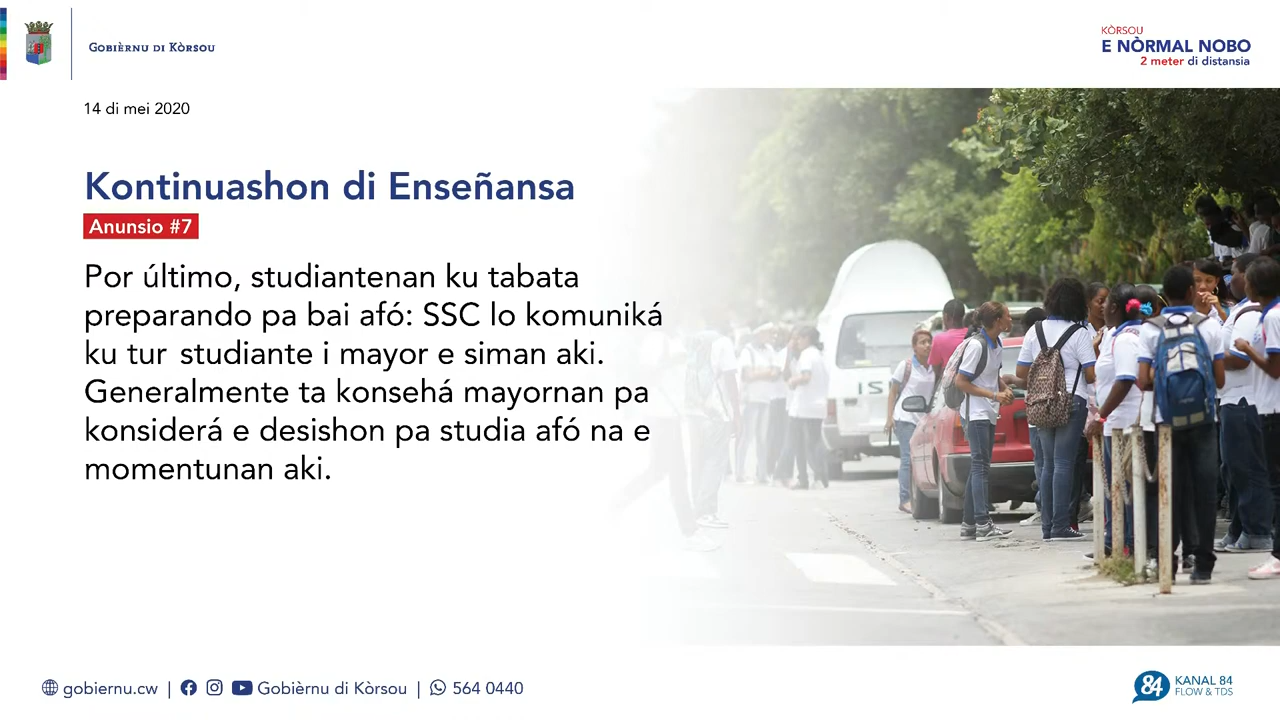 GOBIÈRNU DI KÒRSOU
KÒRSOU
E NÒRMAL NOBO
2 meter di distansia
14 di mei 2020
Kontinuashon di Enseñansa
Anunsio #7
Por último, studiantenan ku tabata
preparando pa bai afó: SSC lo komuniká
ku tur studiante i mayor e siman aki.
Generalmente ta konsehá mayornan pa
konsiderá e desishon pa studia afó na e
momentunan aki.
IS
gobiernu.cw | Gobièrnu di Kòrsou | 564 0440
84 KANAL 84
FLOW & TDS